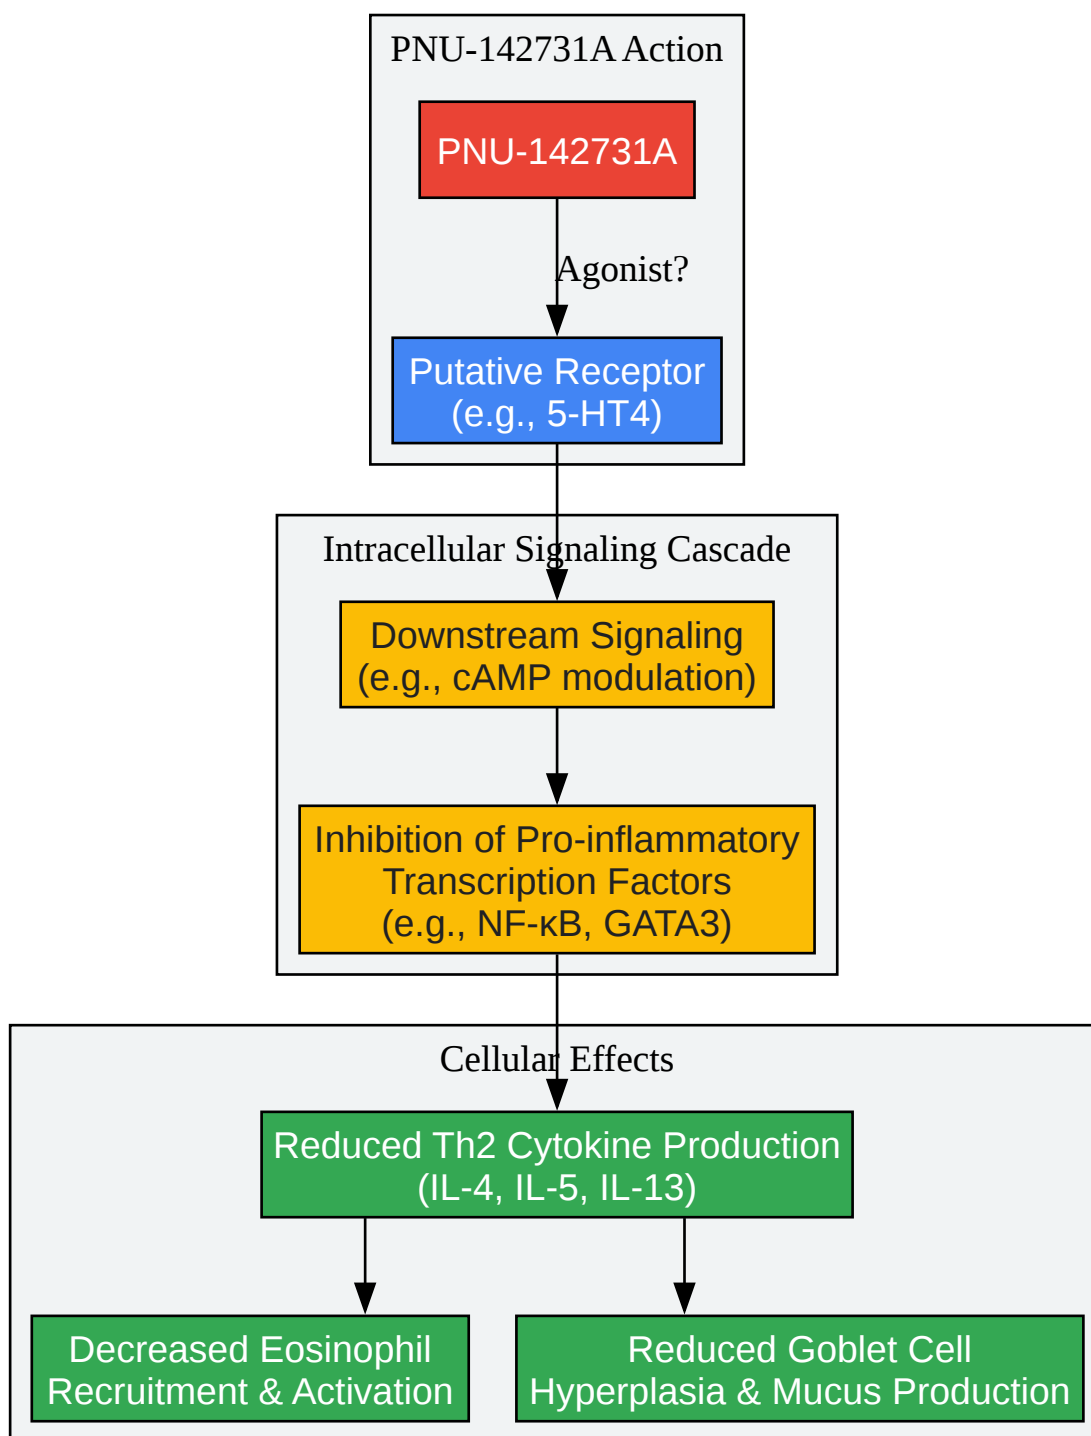 PNU-142731A Action
PNU-142731A
Agonist?
Putative Receptor
(e.g., 5-HT4)
Intracellular Signaling Cascade
Downstream Signaling
(e.g., cAMP modulation)
Inhibition of Pro-inflammatory
Transcription Factors
(e.g., NF-κB, GATA3)
Cellular Effects
Reduced Th2 Cytokine Production
(IL-4, IL-5, IL-13)
Decreased Eosinophil
Recruitment & Activation
Reduced Goblet Cell
Hyperplasia & Mucus Production